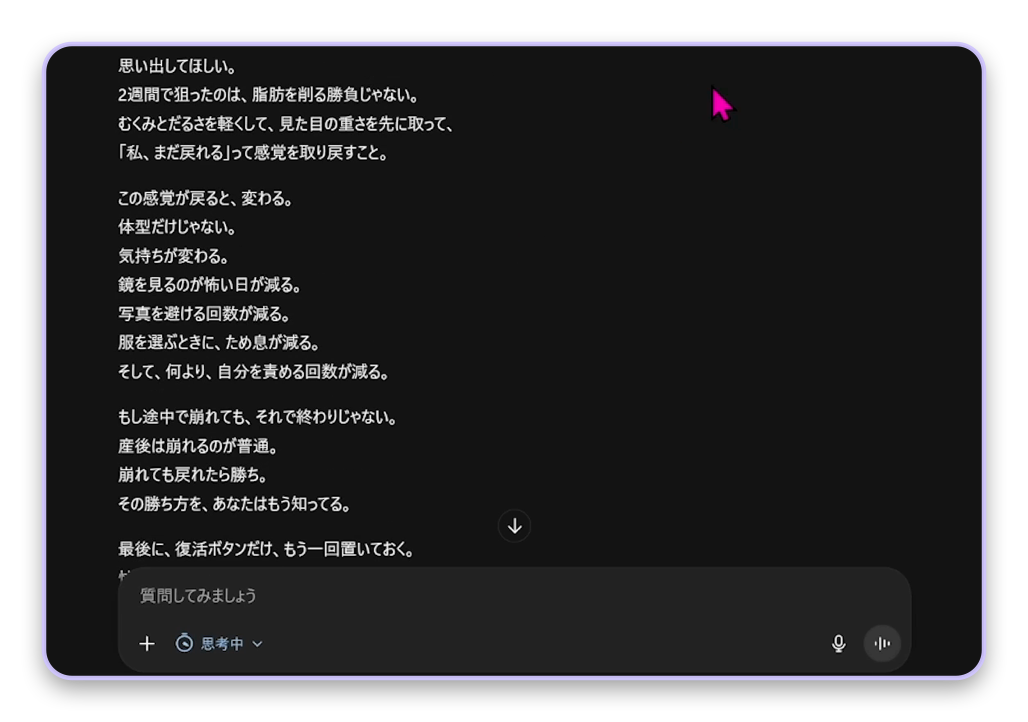 思い出してほしい。
2週間で狙ったのは、脂肪を削る勝負じゃない。
むくみとだるさを軽くして、見た目の重さを先に取って、
「私、まだ戻れる」って感覚を取り戻すこと。
この感覚が戻ると、変わる。
体型だけじゃない。
気持ちが変わる。
鏡を見るのが怖い日が減る。
写真を避ける回数が減る。
服を選ぶときに、ため息が減る。
そして、何より、自分を責める回数が減る。
もし途中で崩れても、それで終わりじゃない。
産後は崩れるのが普通。
崩れても戻れたら勝ち。
その勝ち方を、あなたはもう知ってる。
最後に、復活ボタンだけ、もう一回置いておく。
質問してみましょう
思考中